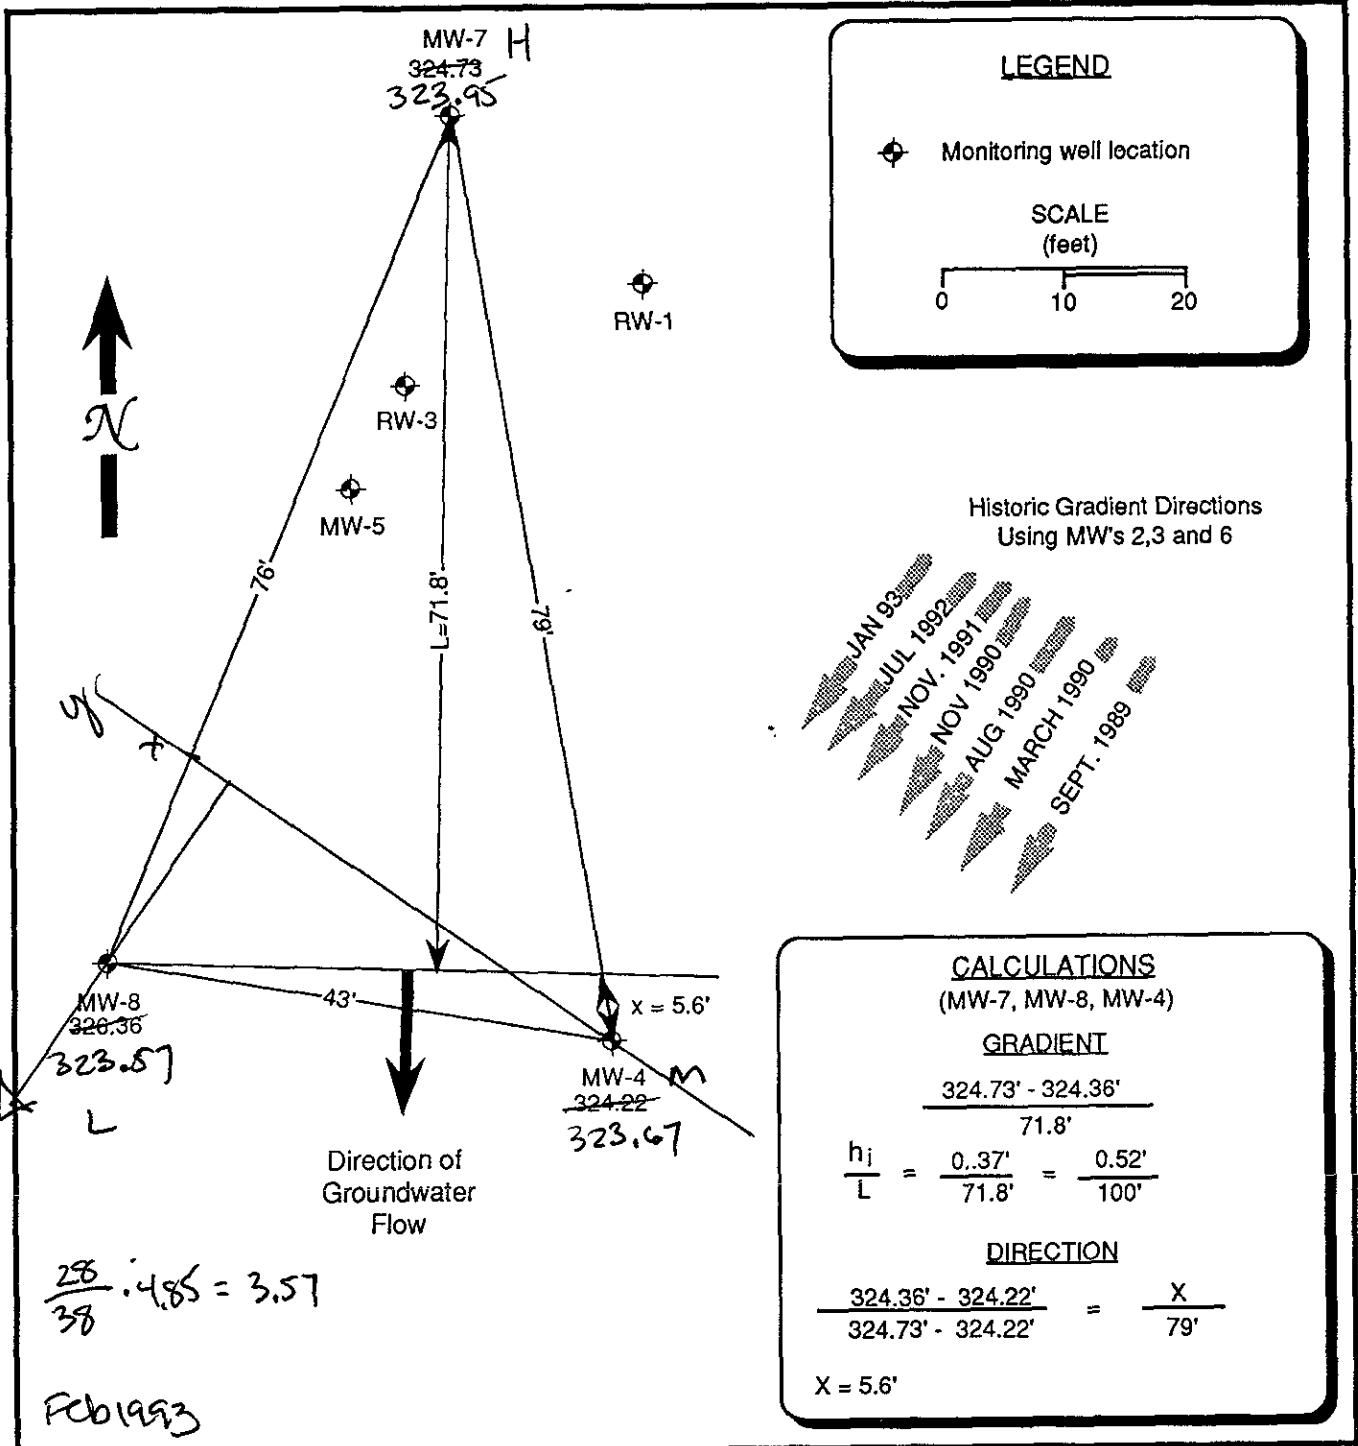 MW-7 H
324.73
323.95
LEGEND
Monitoring well location
SCALE
(feet)
0 10 20
RW-1
N
RW-3
MW-5
76'
L=71.8'
79'
Historic Gradient Directions
Using MW's 2,3 and 6
JAN 93
JUL 1992
NOV. 1991
NOV 1990
AUG 1990
MARCH 1990
SEPT. 1989
y
x
43'
x = 5.6'
MW-8
326.36
323.57
L
MW-4 M
324.22
323.67
Direction of
Groundwater
Flow
CALCULATIONS
(MW-7, MW-8, MW-4)
GRADIENT
324.73' - 324.36'
71.8'
hi = 0..37' = 0.52'
L 71.8' 100'
DIRECTION
324.36' - 324.22' = X
324.73' - 324.22' 79'
X = 5.6'
28/38 · 4.85 = 3.57
Feb 1993